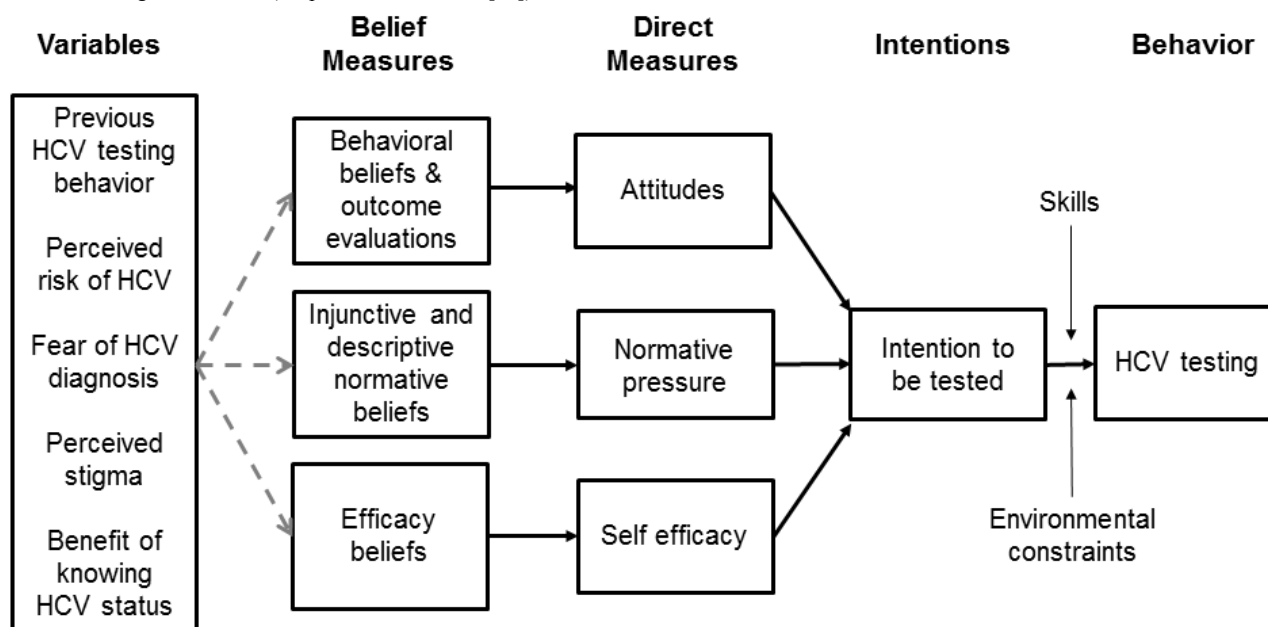 Variables
Belief
Measures
Direct
Measures
Intentions
Behavior
Previous
HCV testing
behavior
Perceived
risk of HCV
Fear of HCV
diagnosis
Perceived
stigma
Benefit of
knowing
HCV status
Behavioral
beliefs &
outcome
evaluations
Injunctive and
descriptive
normative
beliefs
Efficacy
beliefs
Attitudes
Normative
pressure
Self efficacy
Intention to
be tested
Skills
Environmental
constraints
HCV testing